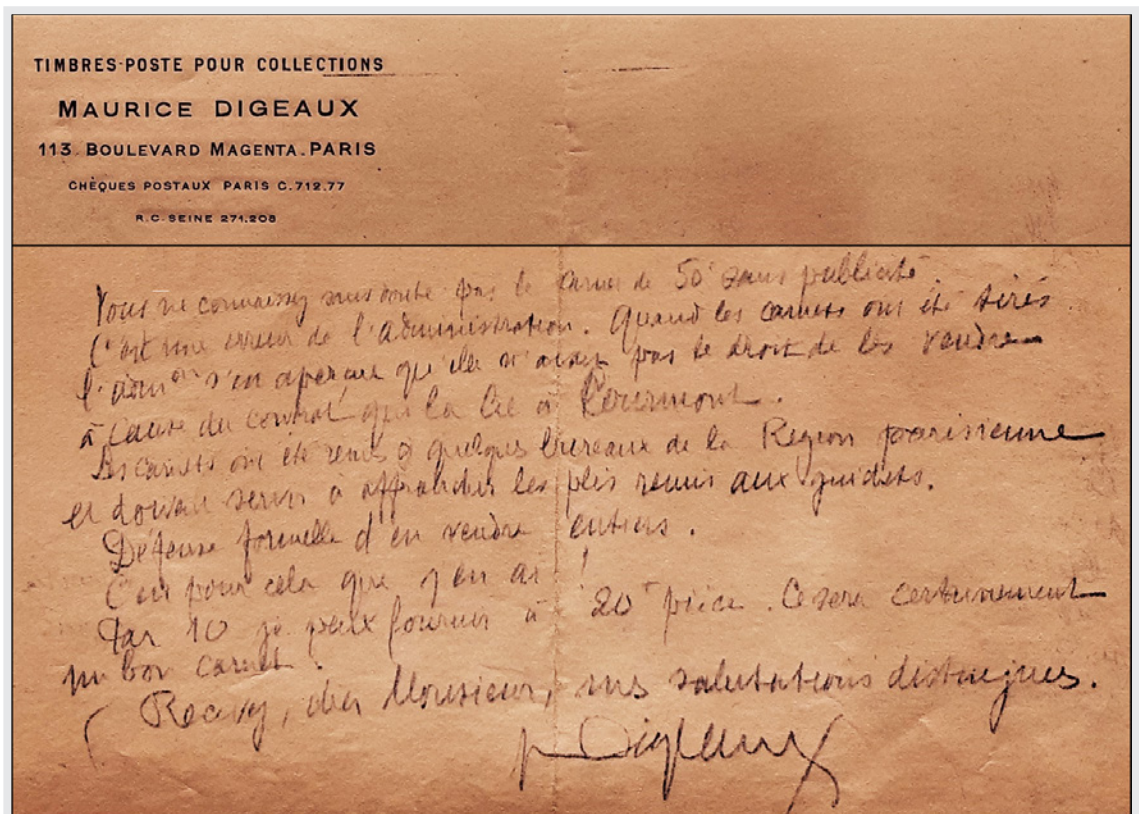 TIMBRES-POSTE POUR COLLECTIONS
MAURICE DIGEAUX
113. BOULEVARD MAGENTA. PARIS
CHÈQUES POSTAUX PARIS C.712.77
R.C. SEINE 271.208
Vous ne connaissez sans doute pas le carnet de 50ᶜ sans publicité.
C'est une erreur de l'administration. Quand les carnets ont été tirés
l'admᵒⁿ s'en aperçut qu'elle n'avait pas le droit de les vendre
à cause du contrat qui la lie à Courmont.
Les carnets ont été remis à quelques bureaux de la Région parisienne
et doivent servir à affranchir les plis remis aux guichets.
Défense formelle d'en vendre entiers.
C'est pour cela que j'en ai !
Par 10 je peux fournir à 20ᶠ pièce. Ce sera certainement
un bon carnet.
Recevez, cher Monsieur, mes salutations distinguées.
Digeaux